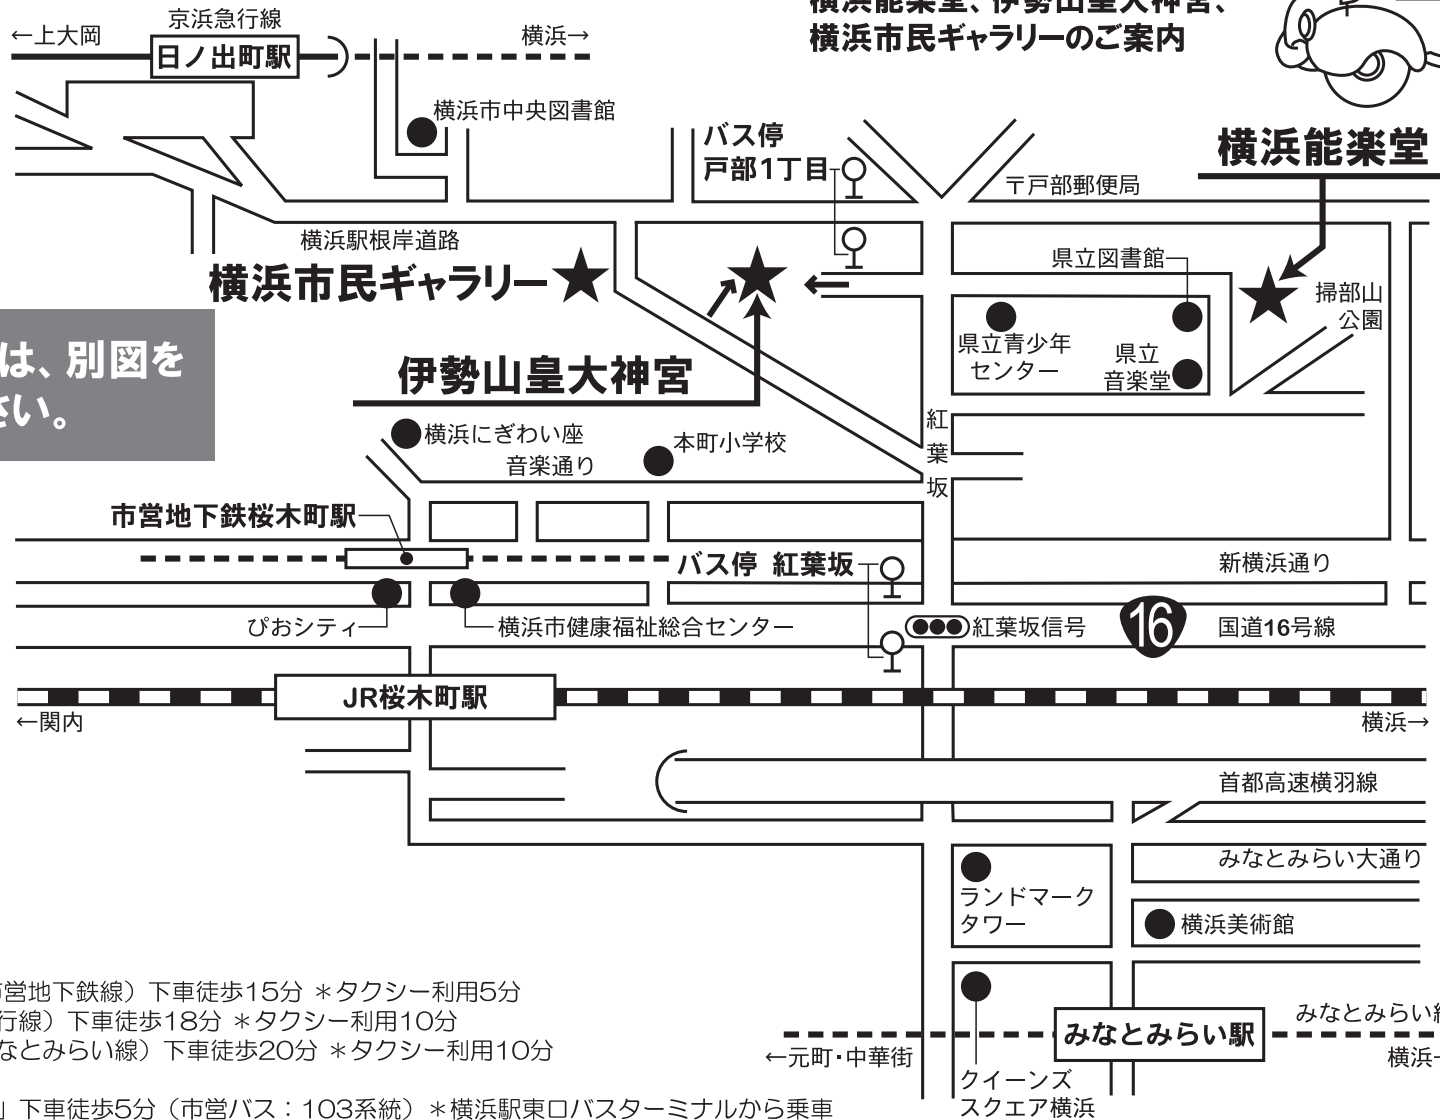 横浜能楽堂、伊勢山皇大神宮、
横浜市民ギャラリーのご案内
京浜急行線
←上大岡
日ノ出町駅
横浜→
横浜市中央図書館
バス停
戸部1丁目
横浜能楽堂
〒戸部郵便局
横浜駅根岸道路
横浜市民ギャラリー
県立図書館
掃部山
公園
県立青少年
センター
県立
音楽堂
は、別図を
さい。
伊勢山皇大神宮
紅葉坂
横浜にぎわい座
本町小学校
音楽通り
市営地下鉄桜木町駅
バス停 紅葉坂
新横浜通り
ぴおシティ
横浜市健康福祉総合センター
紅葉坂信号
16
国道16号線
JR桜木町駅
←関内
横浜→
首都高速横羽線
みなとみらい大通り
ランドマーク
タワー
横浜美術館
市営地下鉄線）下車徒歩15分 ＊タクシー利用5分
行線）下車徒歩18分 ＊タクシー利用10分
なとみらい線）下車徒歩20分 ＊タクシー利用10分
みなとみらい線
みなとみらい駅
←元町・中華街
横浜→
クイーンズ
スクエア横浜
」下車徒歩5分（市営バス：103系統）＊横浜駅東口バスターミナルから乗車